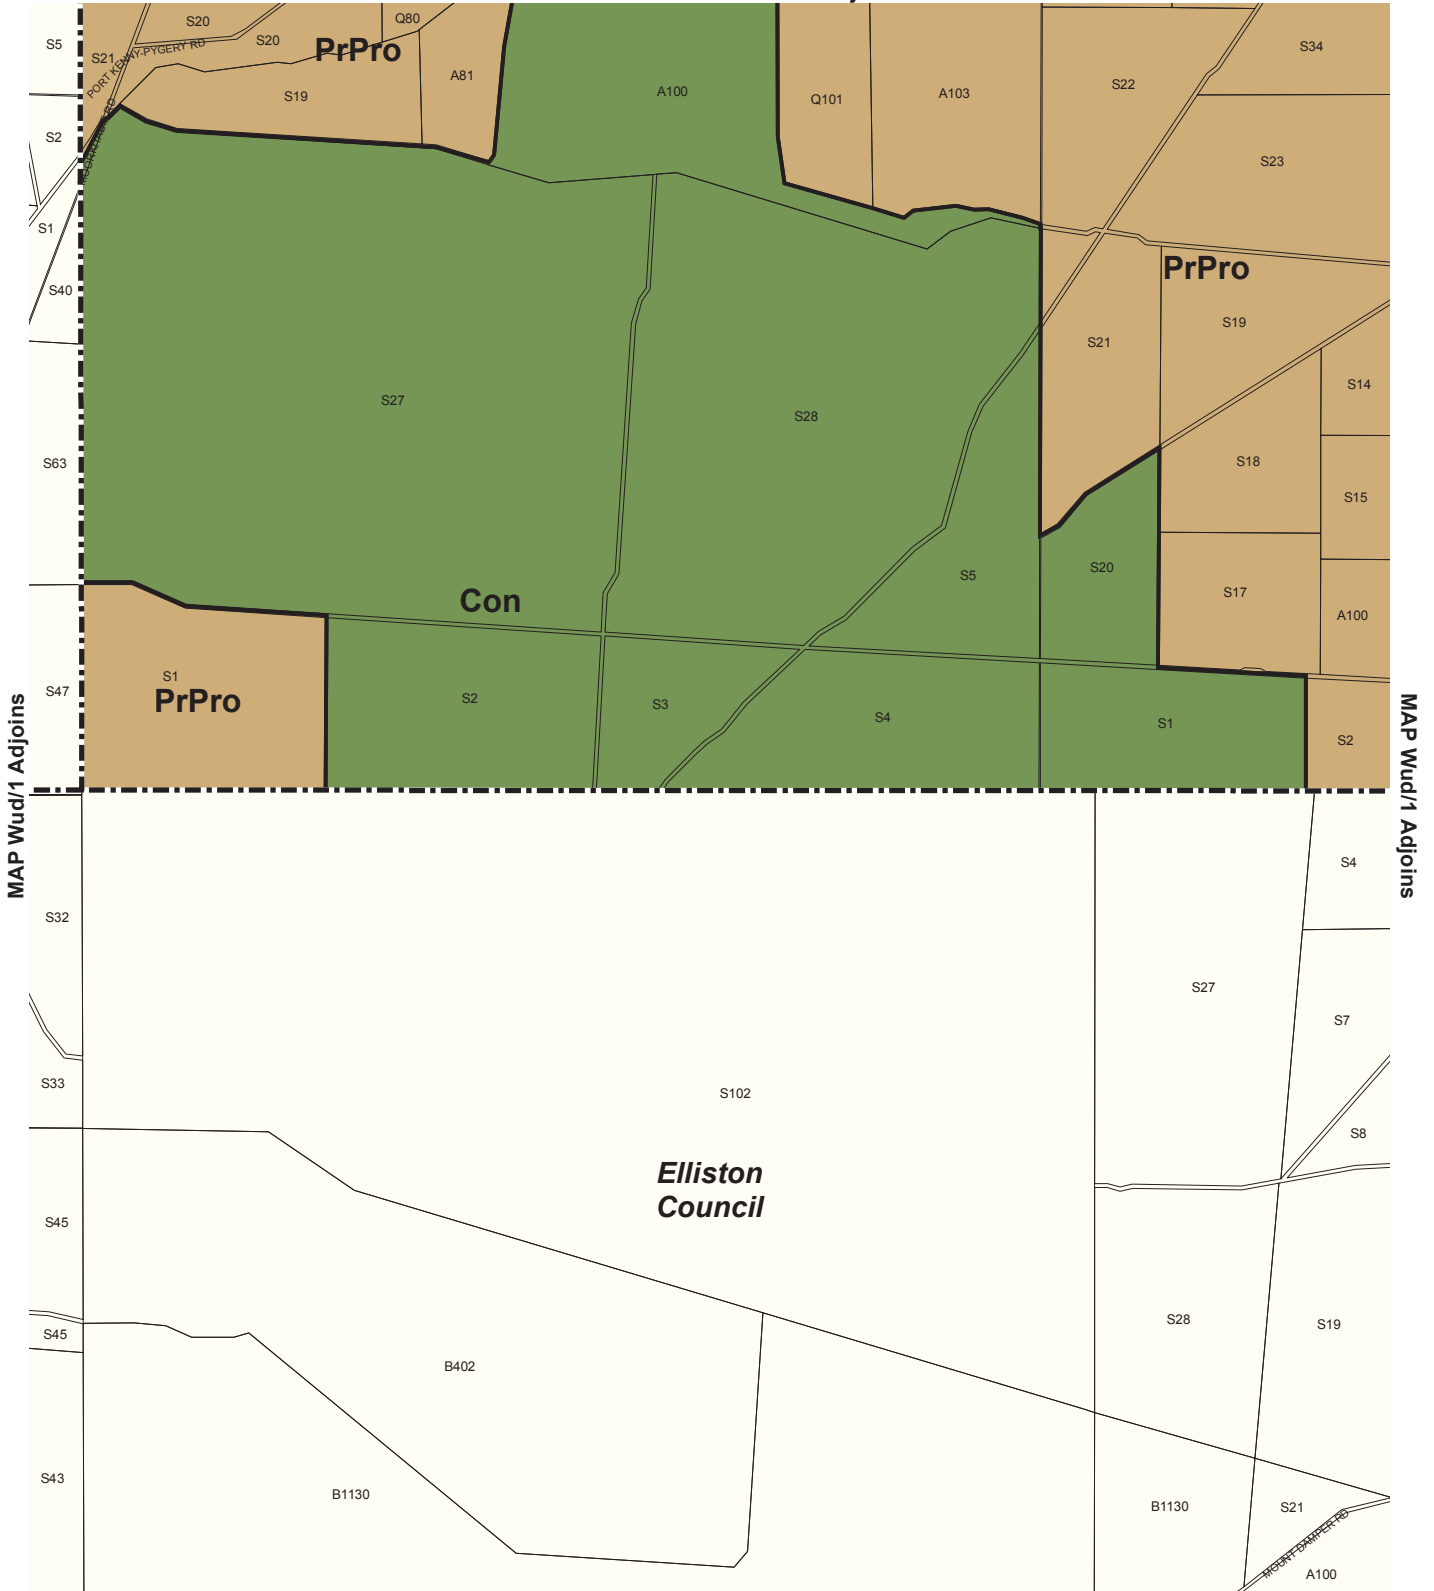 S5
S21
S20
S20
Q80
PORT KENNY-PYGERY RD
PrPro
S19
A81
A100
Q101
A103
S22
S34
S2
S23
S1
S40
PrPro
S27
S28
S21
S19
S14
S63
S18
S15
S5
S20
S17
A100
Con
S47
S1
PrPro
S2
S3
S4
S1
S2
MAP Wud/1 Adjoins
MAP Wud/1 Adjoins
S32
S27
S4
S7
S33
S102
S8
Elliston
Council
S45
S45
S28
S19
B402
S43
B1130
B1130
S21
MOUNT DAMPER RD
A100